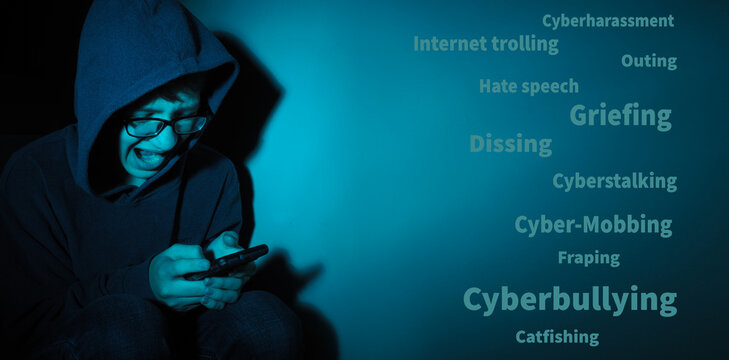 Cyberharassment
Internet trolling
Outing
Hate speech
Griefing
Dissing
Cyberstalking
Cyber-Mobbing
Fraping
Cyberbullying
Catfishing